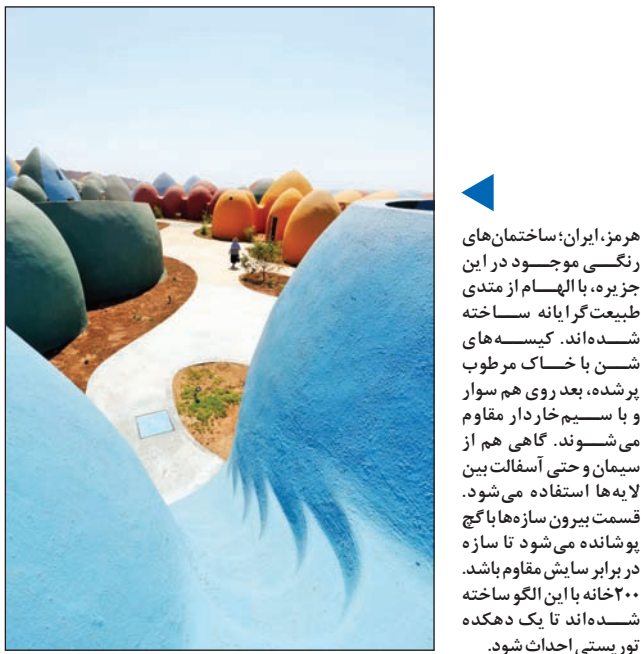 هرمز، ایران؛ ساختمان‌های
رنگی موجود در این
جزیره، با الهام از متدی
طبیعت‌گرایانه ساخته
شده‌اند. کیسه‌های
شن با خاک مرطوب
پرشده، بعد روی هم سوار
و با سیم خاردار مقاوم
می‌شوند. گاهی هم از
سیمان و حتی آسفالت بین
لایه‌ها استفاده می‌شود.
قسمت بیرون سازه‌ها با گچ
پوشانده می‌شود تا سازه
در برابر سایش مقاوم باشد.
۲۰۰خانه با این الگو ساخته
شده‌اند تا یک دهکده
توریستی احداث شود.